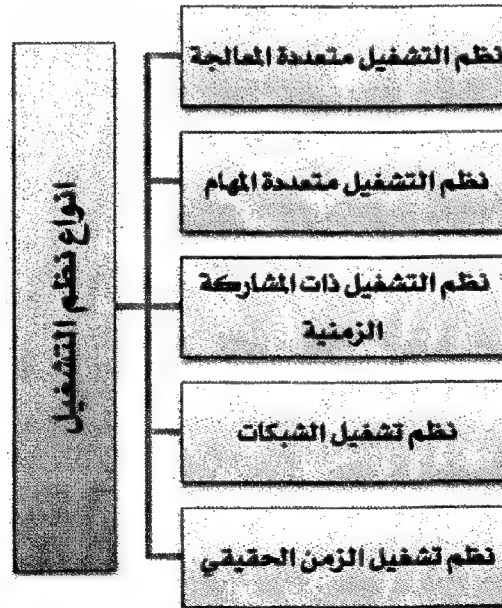 انواع نظم التشغيل
نظم التشغيل متعددة المعالجة
نظم التشغيل متعددة المهام
نظم التشغيل ذات المشاركة
الزمنية
نظم تشغيل الشبكات
نظم تشغيل الزمن الحقيقي